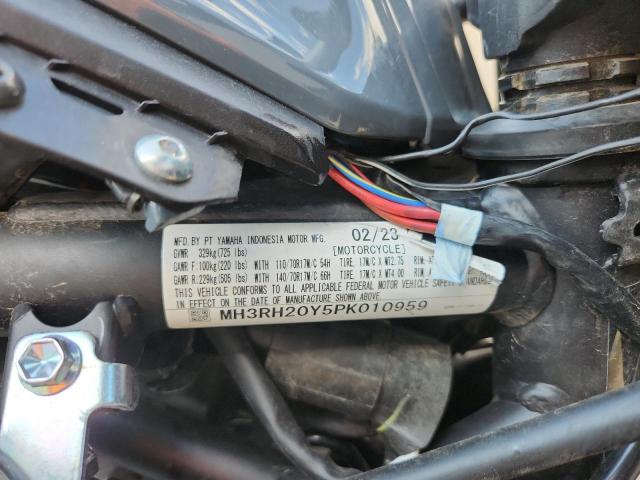 MFD. BY PT YAMAHA INDONESIA MOTOR MFG. 02/23
GVWR 329kg(725 lbs) [MOTORCYCLE]
GAWR F:100kg(220 lbs) WITH 110/70R17M/C 54H TIRE. 17M/C X MT2.75 RIM.
GAWR R:229kg(505 lbs) WITH 140/70R17M/C 66H TIRE. 17M/C X MT4.00 RIM.
THIS VEHICLE CONFORMS TO ALL APPLICABLE FEDERAL MOTOR VEHICLE SAFETY STANDARDS
IN EFFECT ON THE DATE OF MANUFACTURE SHOWN ABOVE.
MH3RH20Y5PK010959